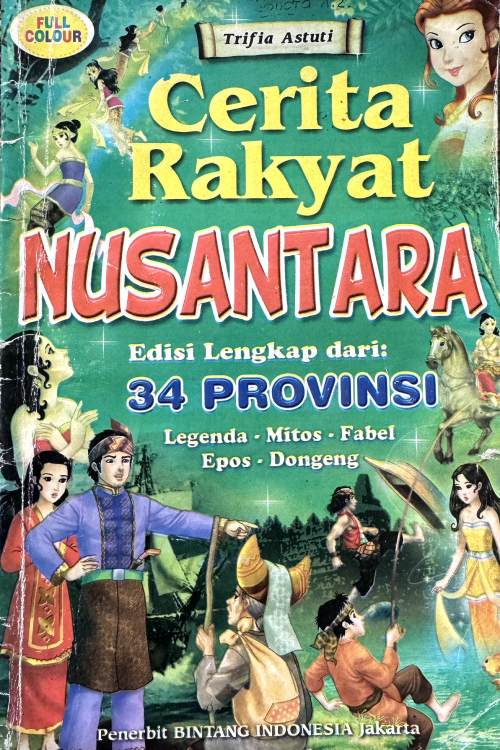 FULL
COLOUR
Trifia Astuti
Cerita
Rakyat
NUSANTARA
Edisi Lengkap dari:
34 PROVINSI
Legenda - Mitos - Fabel
Epos - Dongeng
Penerbit BINTANG INDONESIA Jakarta